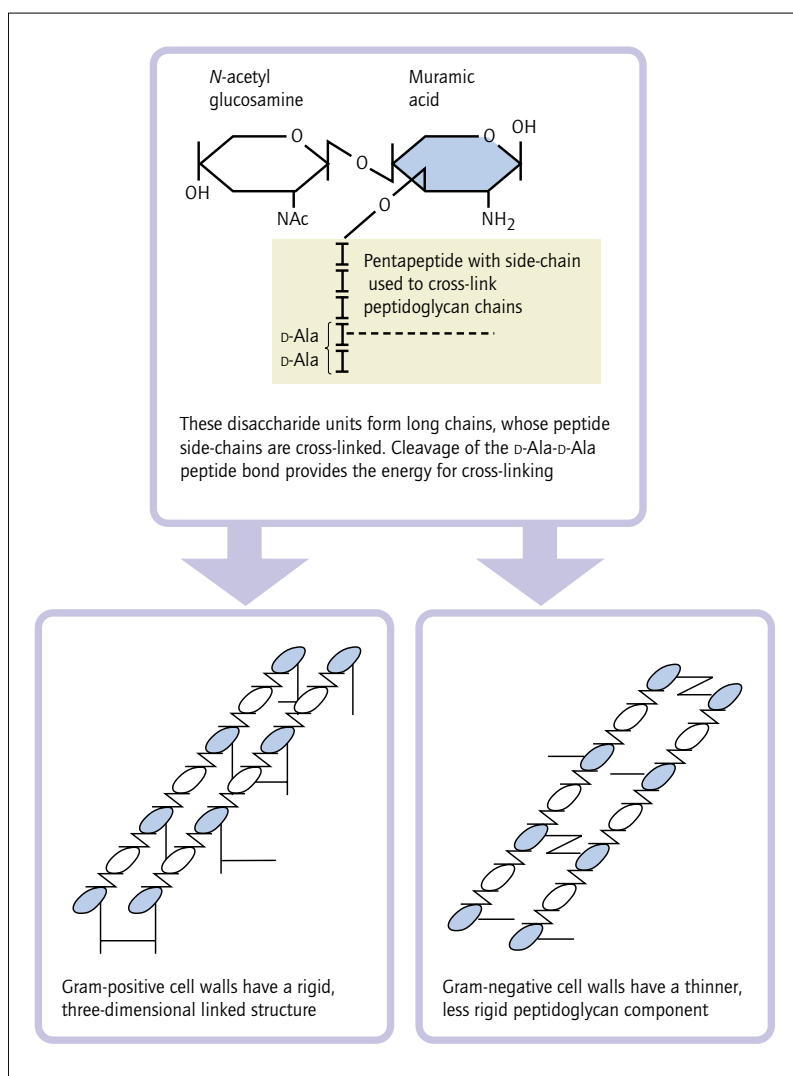 N-acetyl
glucosamine
Muramic
acid
O
OH
O
O
OH
O
NAc
NH2
Pentapeptide with side-chain
used to cross-link
peptidoglycan chains
D-Ala
D-Ala
These disaccharide units form long chains, whose peptide
side-chains are cross-linked. Cleavage of the D-Ala-D-Ala
peptide bond provides the energy for cross-linking
Gram-positive cell walls have a rigid,
three-dimensional linked structure
Gram-negative cell walls have a thinner,
less rigid peptidoglycan component